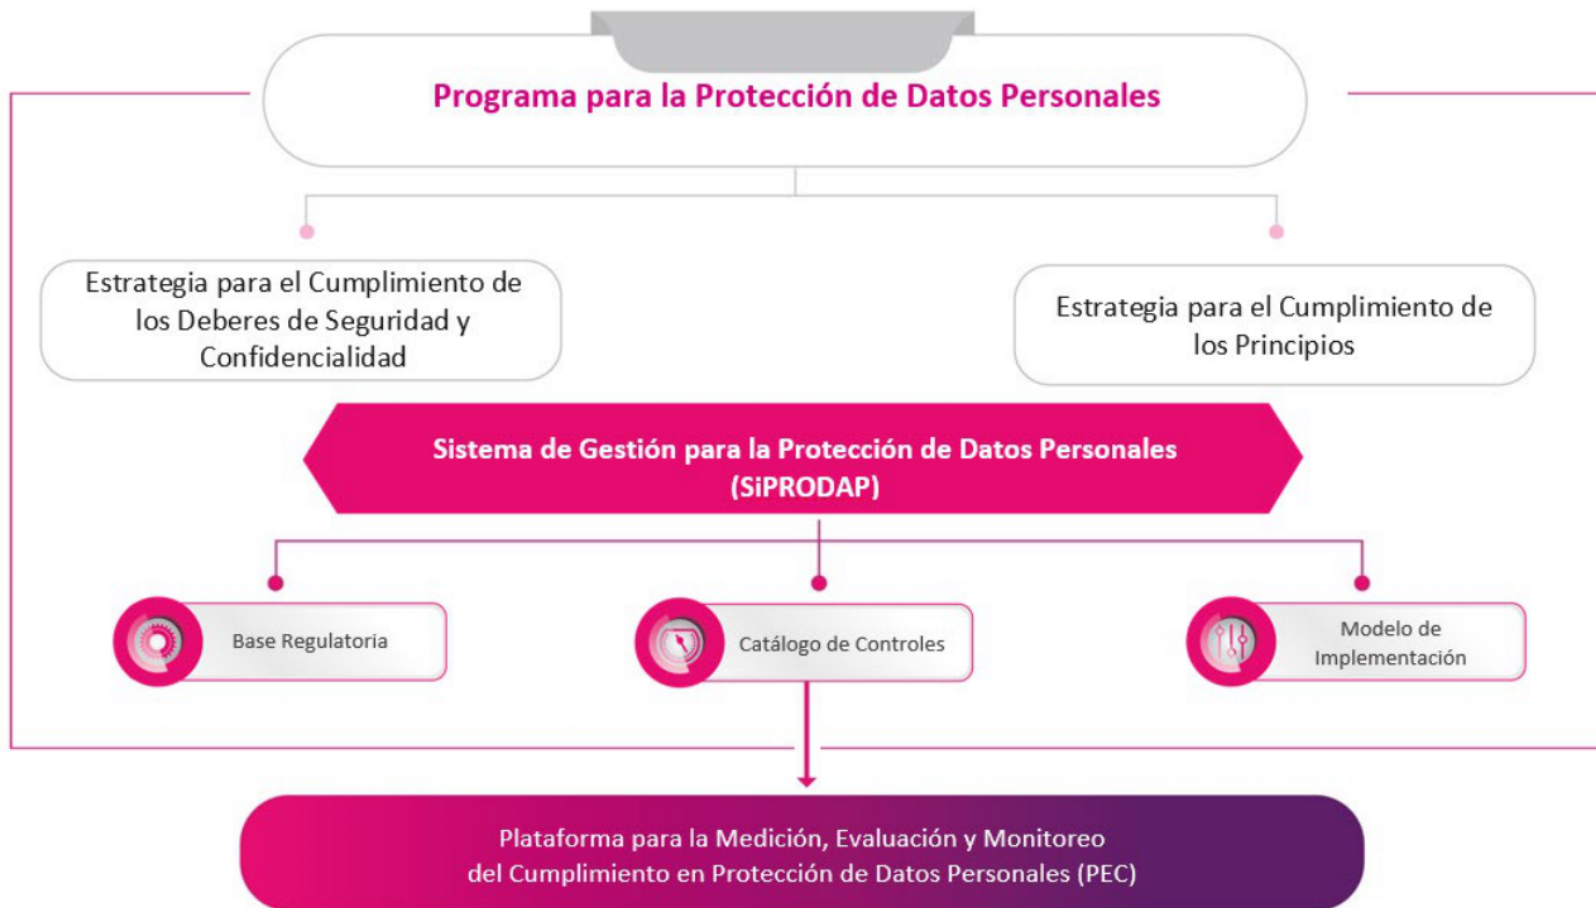 Programa para la Protección de Datos Personales
Estrategia para el Cumplimiento de
los Deberes de Seguridad y
Confidencialidad
Estrategia para el Cumplimiento de
los Principios
Sistema de Gestión para la Protección de Datos Personales
(SiPRODAP)
Base Regulatoria
Catálogo de Controles
Modelo de
Implementación
Plataforma para la Medición, Evaluación y Monitoreo
del Cumplimiento en Protección de Datos Personales (PEC)